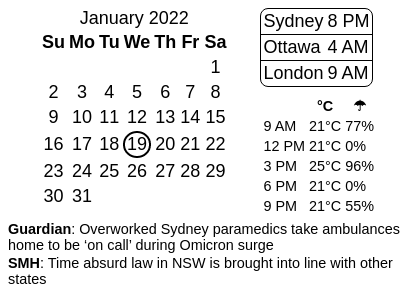 January 2022
Su Mo Tu We Th Fr Sa
1
2 3 4 5 6 7 8
9 10 11 12 13 14 15
16 17 18 19 20 21 22
23 24 25 26 27 28 29
30 31
Sydney 8 PM
Ottawa 4 AM
London 9 AM
°C ☂
9 AM 21°C 77%
12 PM 21°C 0%
3 PM 25°C 96%
6 PM 21°C 0%
9 PM 21°C 55%
Guardian: Overworked Sydney paramedics take ambulances
home to be ‘on call’ during Omicron surge
SMH: Time absurd law in NSW is brought into line with other
states